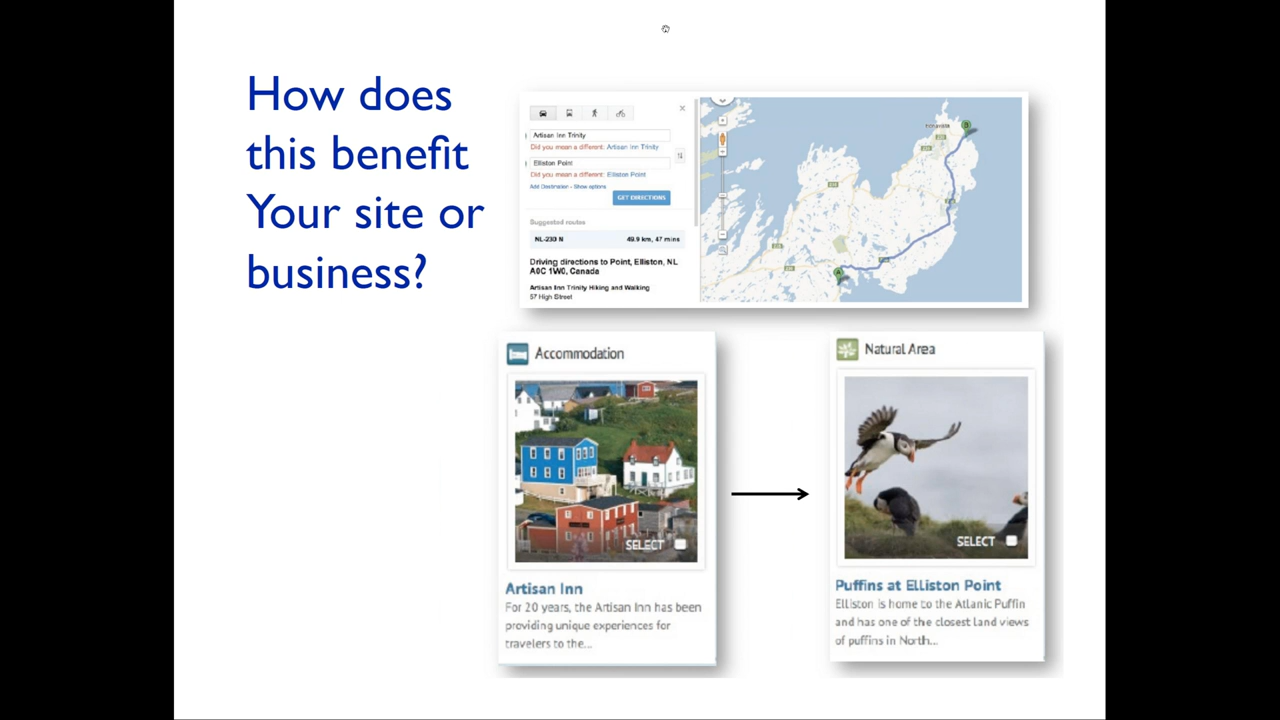 How does
this benefit
Your site or
business?
Artisan Inn Trinity
Did you mean a different: Artisan Inn Trinity
Elliston Point
Did you mean a different: Elliston Point
Add Destination - Show options
GET DIRECTIONS
Suggested routes
NL-230 N 49.9 km, 47 mins
Driving directions to Point, Elliston, NL
A0C 1W0, Canada
Artisan Inn Trinity Hiking and Walking
57 High Street
A
Accommodation
SELECT
Artisan Inn
For 20 years, the Artisan Inn has been
providing unique experiences for
travelers to the...
Natural Area
SELECT
Puffins at Elliston Point
Elliston is home to the Atlanic Puffin
and has one of the closest land views
of puffins in North...